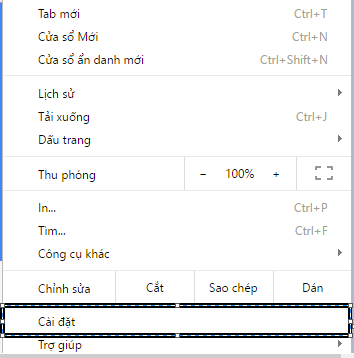 Tab mới Ctrl+T
Cửa sổ Mới Ctrl+N
Cửa sổ ẩn danh mới Ctrl+Shift+N
Lịch sử
Tải xuống Ctrl+J
Dấu trang
Thu phóng − 100% +
In... Ctrl+P
Tìm... Ctrl+F
Công cụ khác
Chỉnh sửa Cắt Sao chép Dán
Cài đặt
Trợ giúp